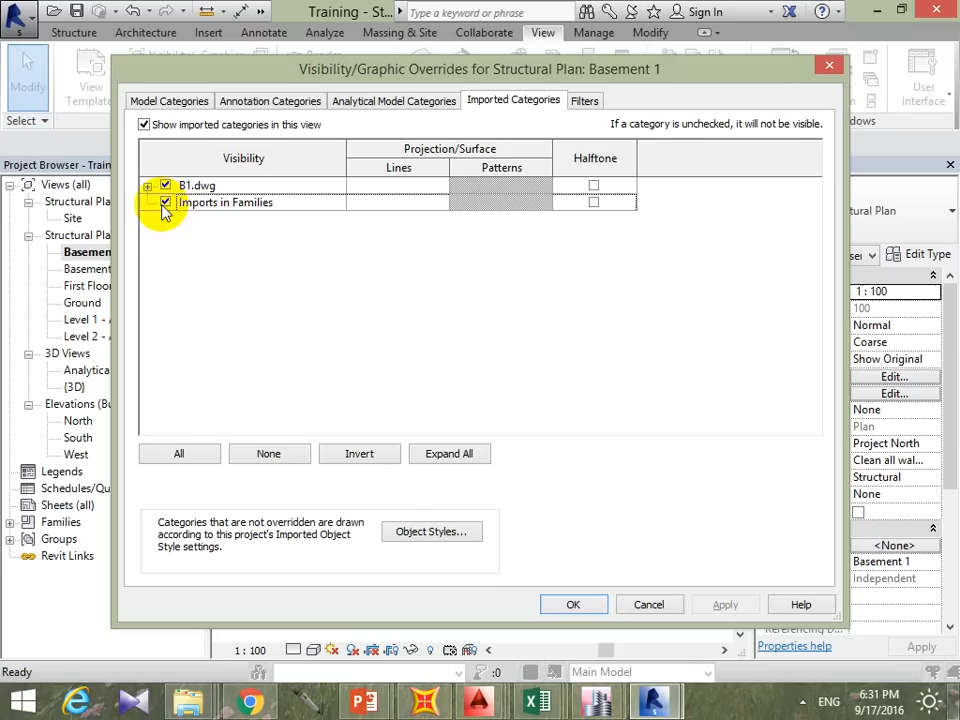 Training - St...
Type a keyword or phrase
Sign In
Structure Architecture Insert Annotate Analyze Massing & Site Collaborate View Manage Modify
Modify
View
User
Interface
Select
Visibility/Graphic Overrides for Structural Plan: Basement 1
Model Categories Annotation Categories Analytical Model Categories Imported Categories Filters
Show imported categories in this view
If a category is unchecked, it will not be visible.
Visibility
Projection/Surface
Halftone
Lines
Patterns
B1.dwg
Imports in Families
All
None
Invert
Expand All
Categories that are not overridden are drawn
according to this project's Imported Object
Style settings.
Object Styles...
OK
Cancel
Apply
Help
Project Browser - Train
Views (all)
Structural Pla
Site
Structural Pla
Basemen
Basement
First Floor
Ground
Level 1 -
Level 2 -
3D Views
Analytica
{3D}
Elevations (Bu
North
South
West
Legends
Schedules/Qu
Sheets (all)
Families
Groups
Revit Links
Edit Type
1 : 100
100
Normal
Coarse
Show Original
Edit...
Edit...
None
Plan
Project North
Clean all wal...
Structural
None
<None>
Basement 1
Independent
Properties help
Apply
1 : 100
Ready
:0
Main Model
ENG
6:31 PM
9/17/2016